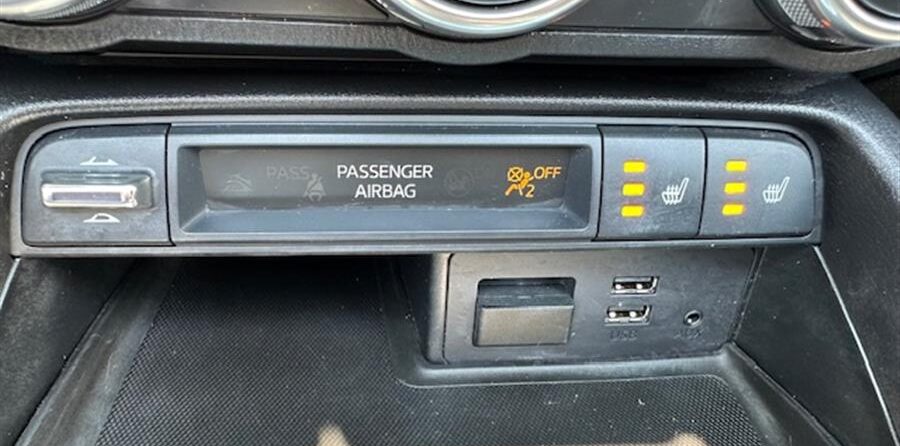 PASS
PASSENGER
AIRBAG
OFF
2
USB
AUX